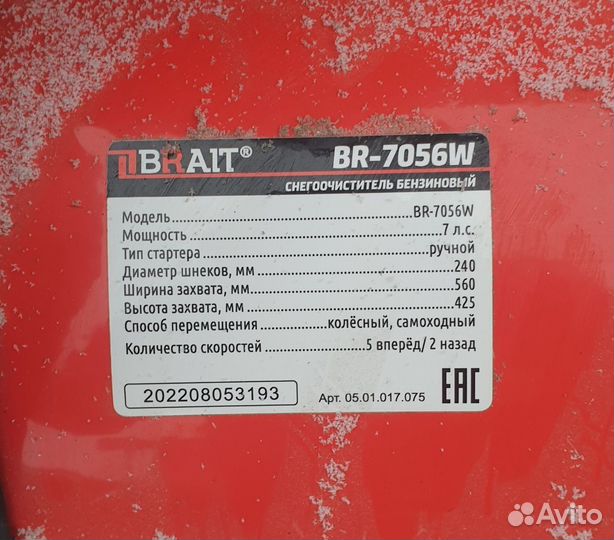 BRAIT® BR-7056W
СНЕГООЧИСТИТЕЛЬ БЕНЗИНОВЫЙ
Модель BR-7056W
Мощность 7 л.с.
Тип стартера ручной
Диаметр шнеков, мм 240
Ширина захвата, мм 560
Высота захвата, мм 425
Способ перемещения колёсный, самоходный
Количество скоростей 5 вперёд/ 2 назад
202208053193 Арт. 05.01.017.075 EAC
Avito